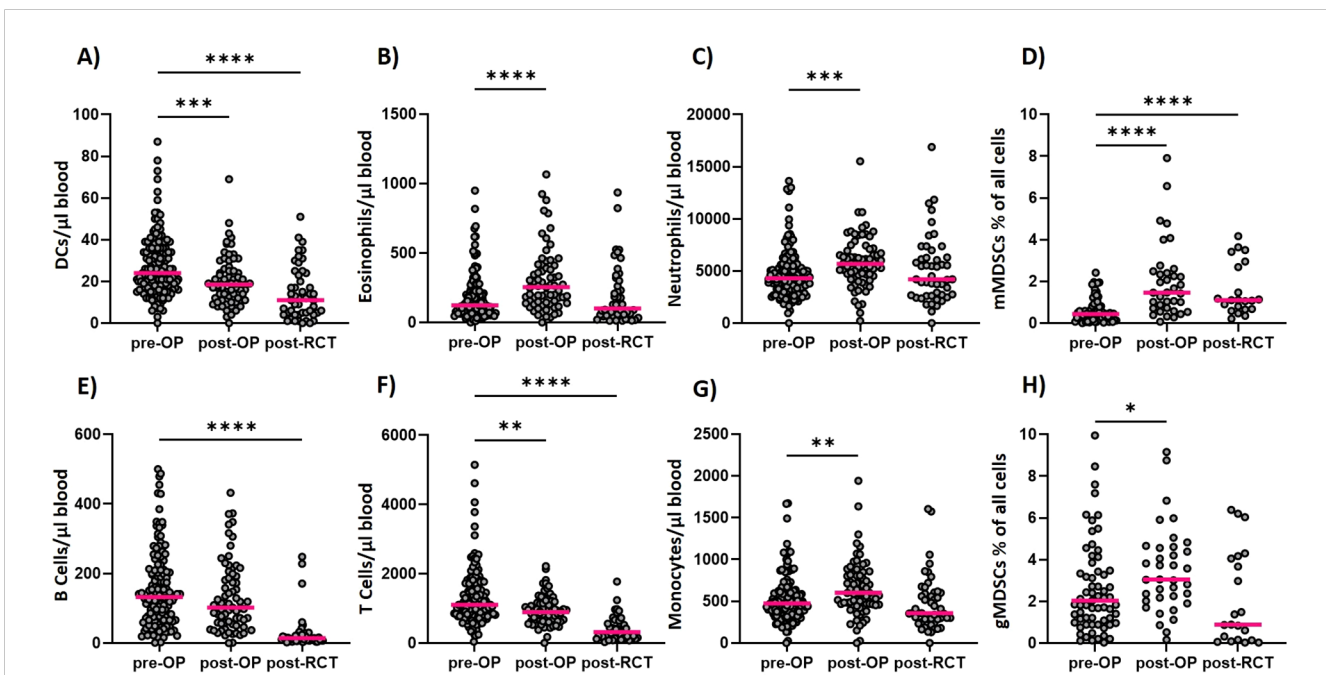 A)
****
***
DCs/µl blood
100
80
60
40
20
0
pre-OP post-OP post-RCT
B)
****
Eosinophils/µl blood
1500
1000
500
0
pre-OP post-OP post-RCT
C)
***
Neutrophils/µl blood
20000
15000
10000
5000
0
pre-OP post-OP post-RCT
D)
****
****
mMDSCs % of all cells
10
8
6
4
2
0
pre-OP post-OP post-RCT
E)
****
B Cells/µl blood
600
400
200
0
pre-OP post-OP post-RCT
F)
****
**
T Cells/µl blood
6000
4000
2000
0
pre-OP post-OP post-RCT
G)
**
Monocytes/µl blood
2500
2000
1500
1000
500
0
pre-OP post-OP post-RCT
H)
*
gMDSCs % of all cells
10
8
6
4
2
0
pre-OP post-OP post-RCT